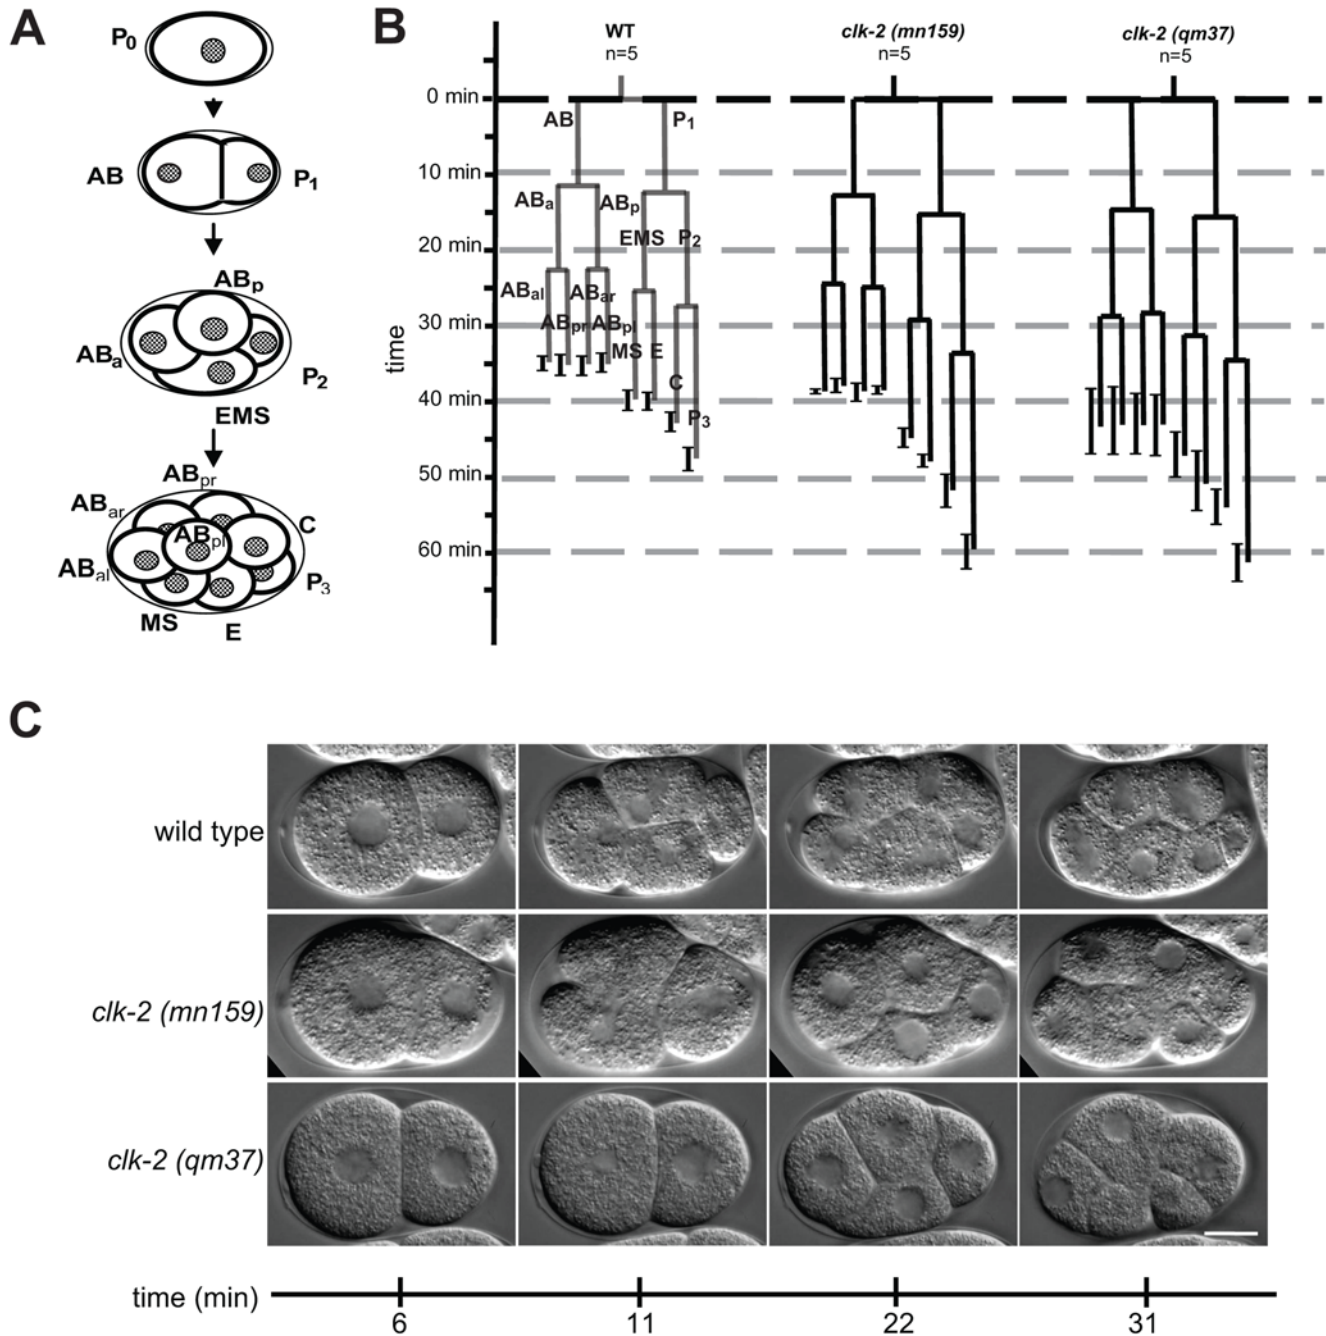 A
P0
AB
P1
ABp
ABa
P2
EMS
ABpr
ABar
C
ABpl
ABal
P3
MS
E
B
WT
n=5
clk-2 (mn159)
n=5
clk-2 (qm37)
n=5
time
0 min
10 min
20 min
30 min
40 min
50 min
60 min
AB
P1
ABa
ABp
EMS
P2
ABal
ABar
ABpr
ABpl
MS
E
C
P3
C
wild type
clk-2 (mn159)
clk-2 (qm37)
time (min)
6
11
22
31